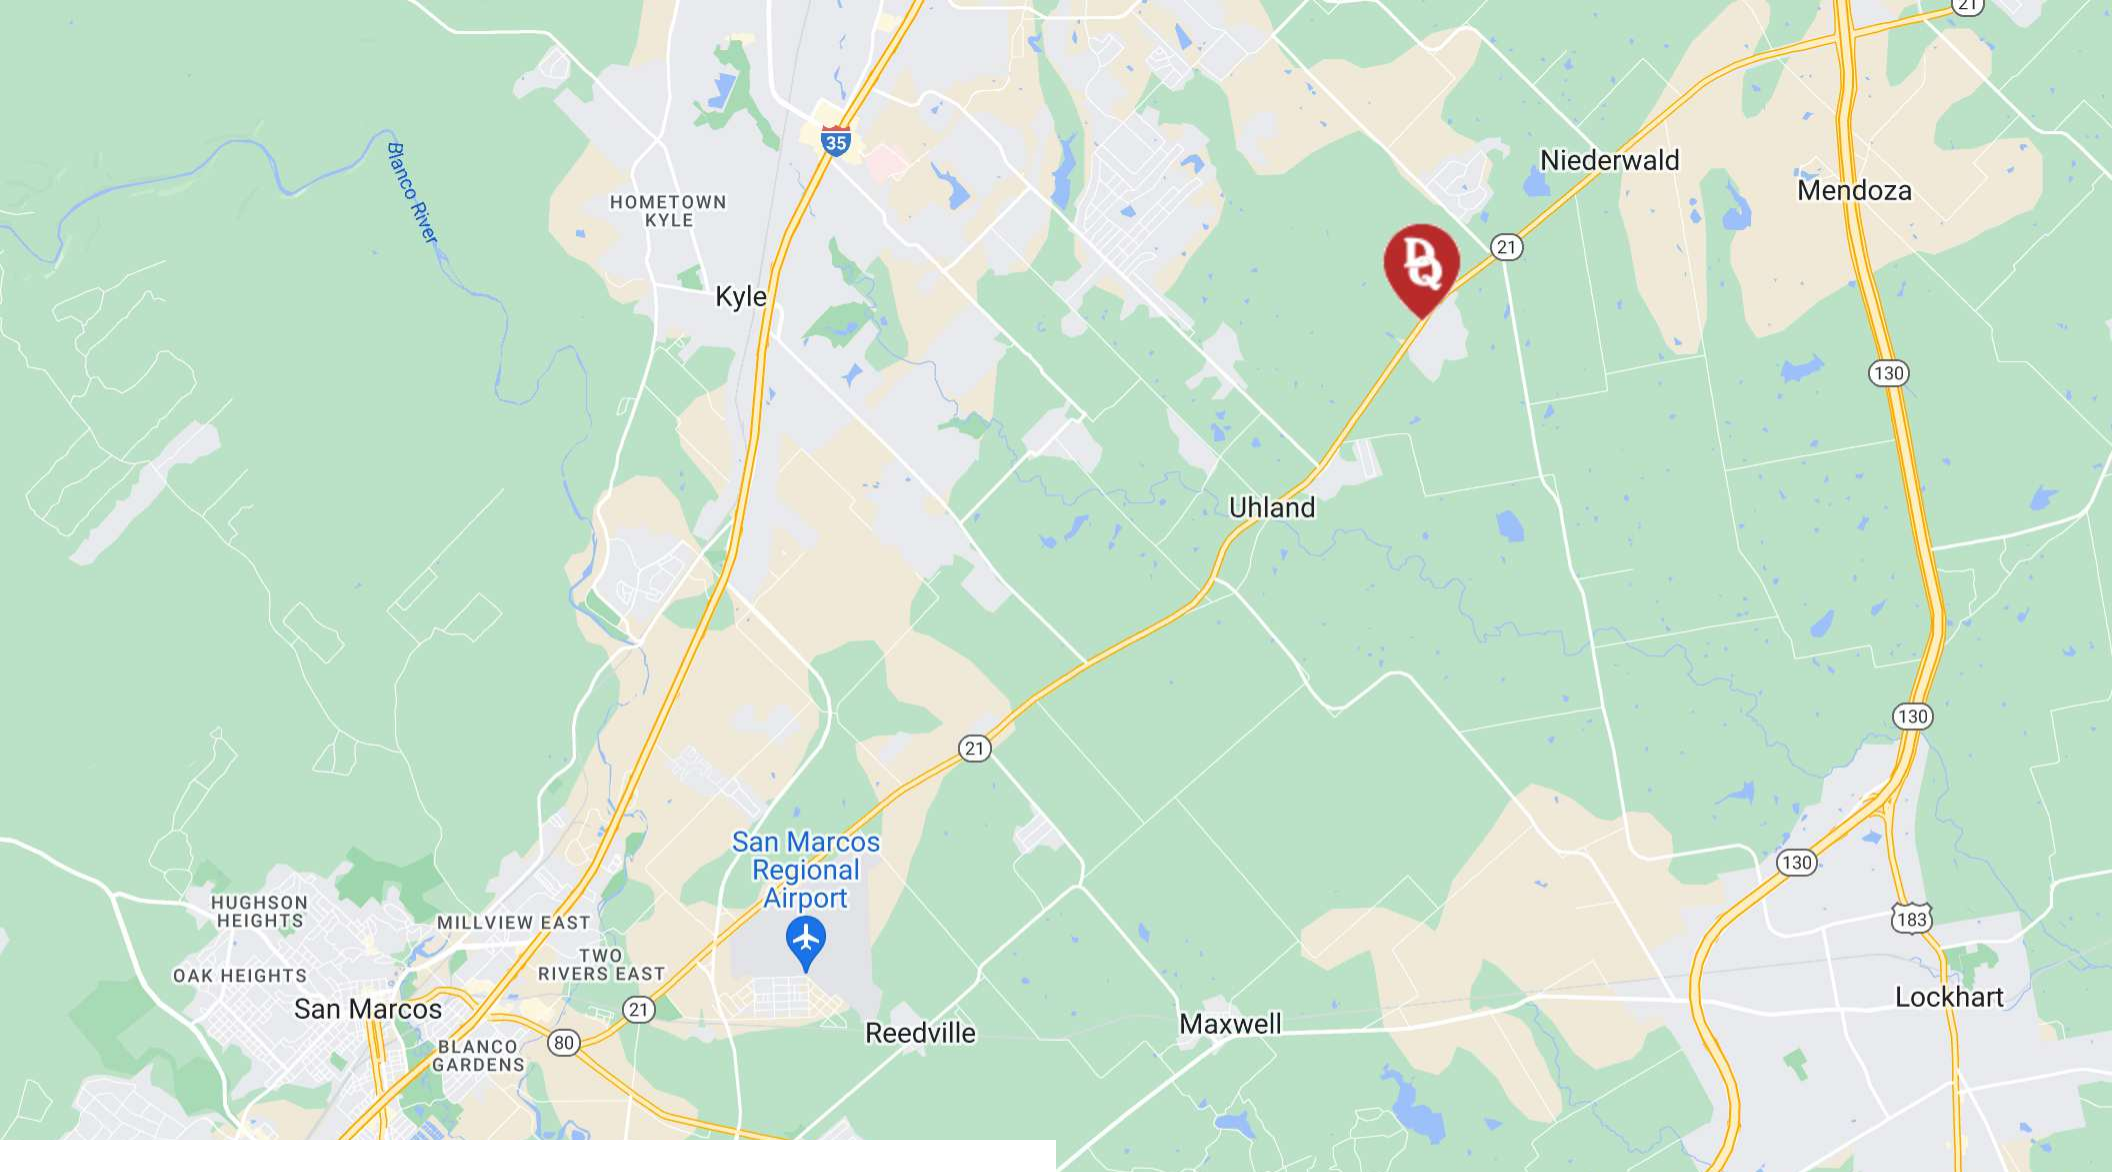 21
Blanco River
35
Niederwald
Mendoza
HOMETOWN
KYLE
21
DQ
Kyle
130
Uhland
130
21
San Marcos
Regional
Airport
130
HUGHSON
HEIGHTS
MILLVIEW EAST
183
TWO
RIVERS EAST
OAK HEIGHTS
San Marcos
21
Lockhart
Reedville
Maxwell
80
BLANCO
GARDENS